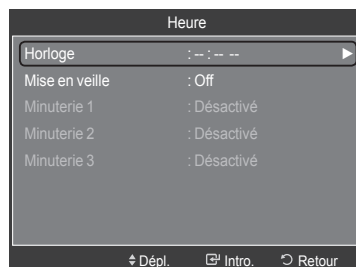 Heure
Horloge : -- : -- --
Mise en veille : Off
Minuterie 1 : Désactivé
Minuterie 2 : Désactivé
Minuterie 3 : Désactivé
Dépl. Intro. Retour